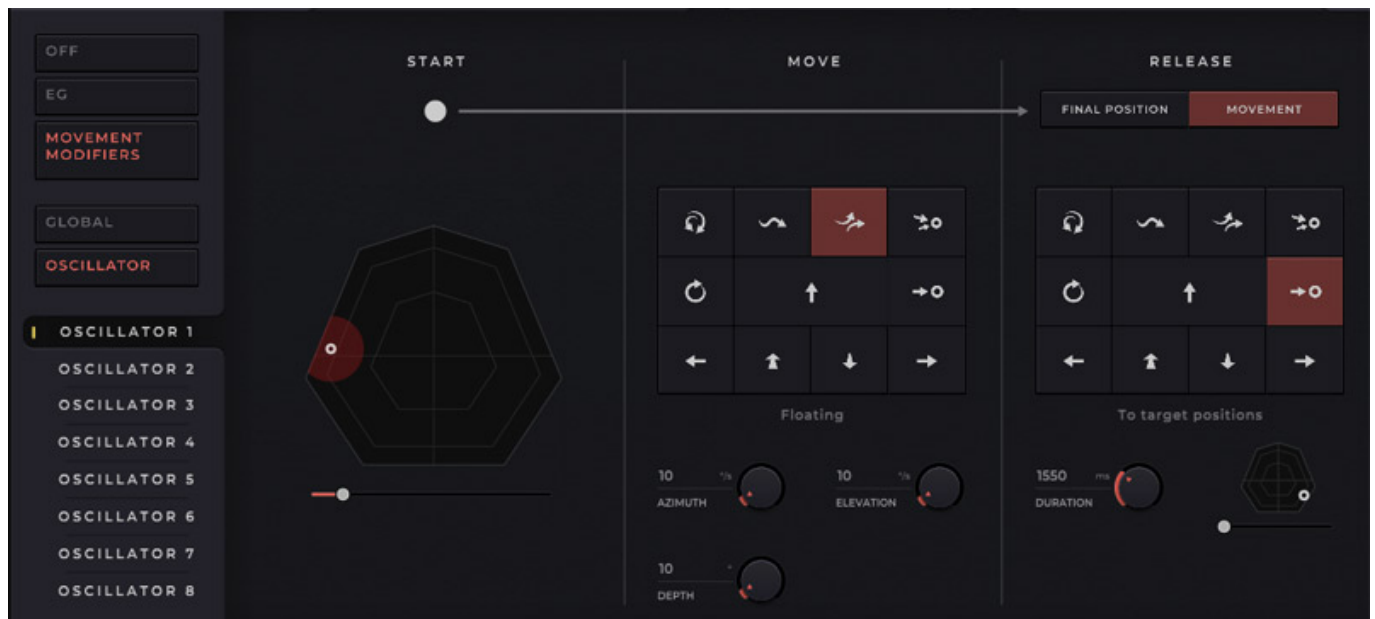 OFF
EG
MOVEMENT
MODIFIERS
GLOBAL
OSCILLATOR
OSCILLATOR 1
OSCILLATOR 2
OSCILLATOR 3
OSCILLATOR 4
OSCILLATOR 5
OSCILLATOR 6
OSCILLATOR 7
OSCILLATOR 8
START
MOVE
Floating
10 °/s
AZIMUTH
10 °/s
ELEVATION
10 °
DEPTH
RELEASE
FINAL POSITION MOVEMENT
To target positions
1550 ms
DURATION